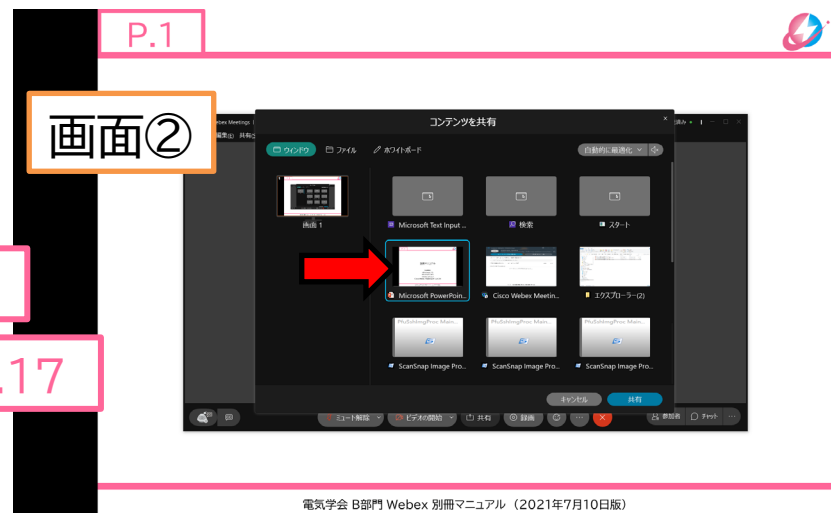 P.1
画面②
コンテンツを共有
ウィンドウ
ファイル
ホワイトボード
自動的に最適化
画面 1
Microsoft Text Input ...
検索
スタート
Microsoft PowerPoin...
Cisco Webex Meetin...
エクスプローラー(2)
PfuSshtmgProc Main...
PfuSshtmgProc Main...
PfuSshtmgProc Main...
ScanSnap Image Pro...
ScanSnap Image Pro...
ScanSnap Image Pro...
キャンセル
共有
.17
ミュート解除
ビデオの開始
共有
録画
参加者
チャット
電気学会 B部門 Webex 別冊マニュアル（2021年7月10日版）